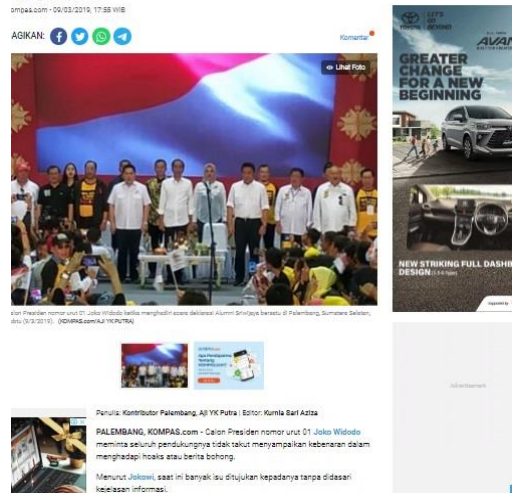 ompas.com - 09/03/2019, 17:55 WIB
AGIKAN:
Komentar
Lihat Foto
alon Presiden nomor urut 01 Joko Widodo ketika menghadiri acara deklarasi Alumni Sriwijaya bersatu di Palembang, Sumatera Selatan,
abtu (9/3/2019). (KOMPAS.com/AJI YK PUTRA)
Penulis: Kontributor Palembang, Aji YK Putra | Editor: Kurnia Sari Aziza
PALEMBANG, KOMPAS.com - Calon Presiden nomor urut 01 Joko Widodo
meminta seluruh pendukungnya tidak takut menyampaikan kebenaran dalam
menghadapi hoaks atau berita bohong.
Menurut Jokowi, saat ini banyak isu ditujukan kepadanya tanpa didasari
kejelasan informasi.
TOYOTA
LET'S
GO
BEYOND
AVAN
GREATER
CHANGE
FOR A NEW
BEGINNING
NEW STRIKING FULL DASHB
DESIGN
Advertisement